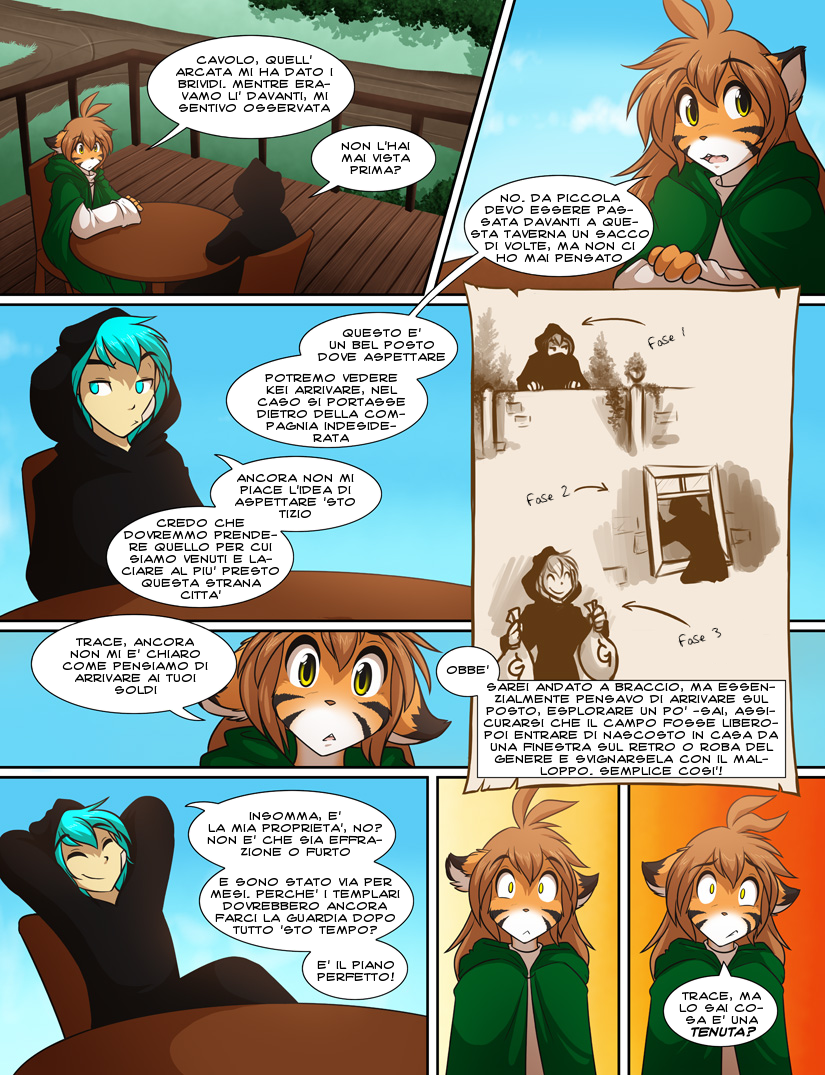 CAVOLO, QUELL'
ARCATA MI HA DATO I
BRIVIDI. MENTRE ERA-
VAMO LI' DAVANTI, MI
SENTIVO OSSERVATA
NON L'HAI
MAI VISTA
PRIMA?
NO. DA PICCOLA
DEVO ESSERE PAS-
SATA DAVANTI A QUE-
STA TAVERNA UN SACCO
DI VOLTE, MA NON CI
HO MAI PENSATO
QUESTO E'
UN BEL POSTO
DOVE ASPETTARE
POTREMO VEDERE
KEI ARRIVARE, NEL
CASO SI PORTASSE
DIETRO DELLA COM-
PAGNIA INDESIDE-
RATA
ANCORA NON MI
PIACE L'IDEA DI
ASPETTARE 'STO
TIZIO
CREDO CHE
DOVREMMO PRENDE-
RE QUELLO PER CUI
SIAMO VENUTI E LA-
CIARE AL PIU' PRESTO
QUESTA STRANA
CITTA'
Fase 1
Fase 2
Fase 3
G G
TRACE, ANCORA
NON MI E' CHIARO
COME PENSIAMO DI
ARRIVARE AI TUOI
SOLDI
OBBE'
SAREI ANDATO A BRACCIO, MA ESSEN-
ZIALMENTE PENSAVO DI ARRIVARE SUL
POSTO, ESPLORARE UN P'O' -SAI, ASSI-
CURARSI CHE IL CAMPO FOSSE LIBERO-
POI ENTRARE DI NASCOSTO IN CASA DA
UNA FINESTRA SUL RETRO O ROBA DEL
GENERE E SVIGNARSELA CON IL MAL-
LOPPO. SEMPLICE COSI'!
INSOMMA, E'
LA MIA PROPRIETA', NO?
NON E' CHE SIA EFFRA-
ZIONE O FURTO
E SONO STATO VIA PER
MESI. PERCHE' I TEMPLARI
DOVREBBERO ANCORA
FARCI LA GUARDIA DOPO
TUTTO 'STO TEMPO?
E' IL PIANO
PERFETTO!
TRACE, MA
LO SAI CO-
SA E' UNA
TENUTA?